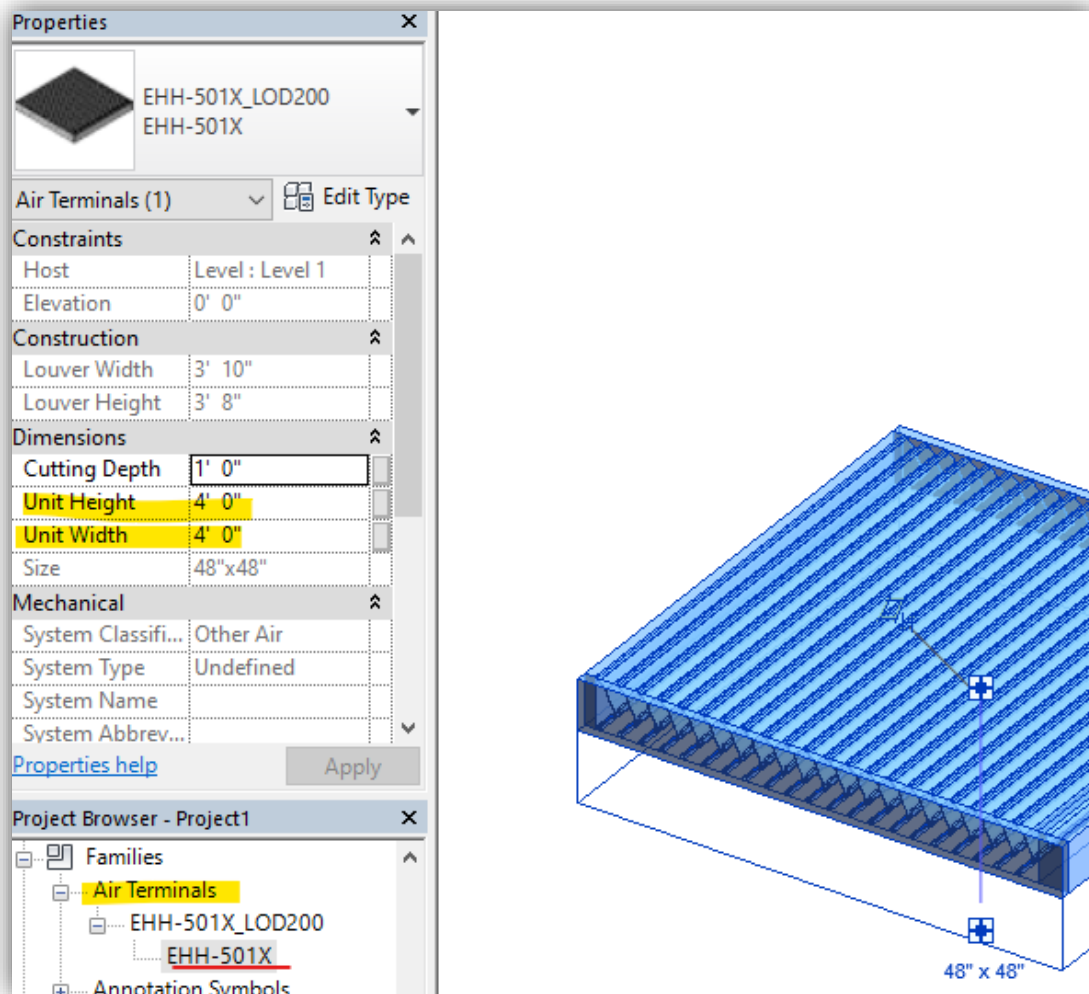 Properties
EHH-501X_LOD200
EHH-501X
Air Terminals (1)
Edit Type
Constraints
Host Level : Level 1
Elevation 0' 0"
Construction
Louver Width 3' 10"
Louver Height 3' 8"
Dimensions
Cutting Depth 1' 0"
Unit Height 4' 0"
Unit Width 4' 0"
Size 48"x48"
Mechanical
System Classifi... Other Air
System Type Undefined
System Name
System Abbrev...
Properties help
Apply
Project Browser - Project1
Families
Air Terminals
EHH-501X_LOD200
EHH-501X
Annotation Symbols
48" x 48"